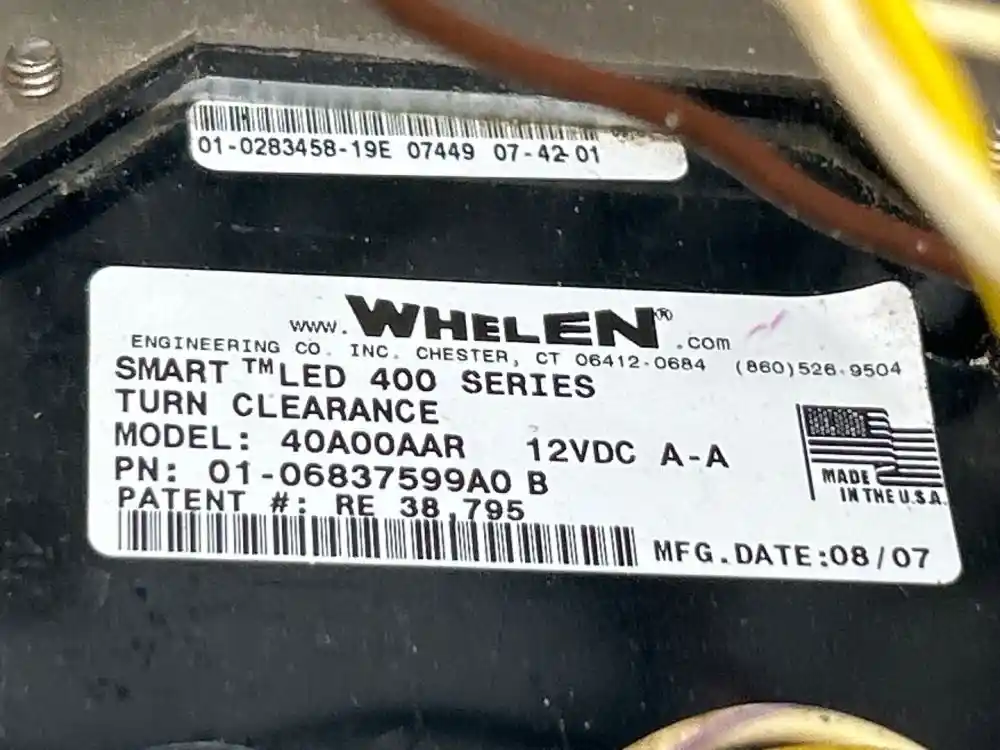 01-0283458-19E 07449 07-42-01
www.WHELEN®.com
ENGINEERING CO. INC. CHESTER, CT 06412-0684 (860)526-9504
SMART™LED 400 SERIES
TURN CLEARANCE
MODEL: 40A00AAR 12VDC A-A
PN: 01-06837599A0 B
PATENT #: RE 38,795
MADE
IN THE U.S.A.
MFG.DATE:08/07